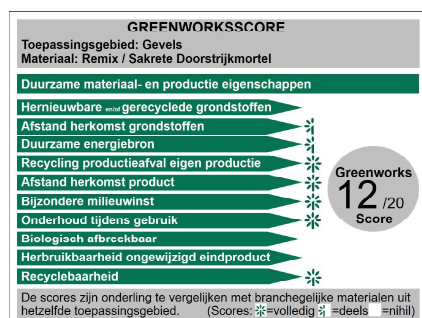 GREENWORKSSCORE
Toepassingsgebied: Gevels
Materiaal: Remix / Sakrete Doorstrijkmortel
Duurzame materiaal- en productie eigenschappen
Hernieuwbare en/of gerecyclede grondstoffen
Afstand herkomst grondstoffen
Duurzame energiebron
Recycling productieafval eigen productie
Afstand herkomst product
Bijzondere milieuwinst
Onderhoud tijdens gebruik
Biologisch afbreekbaar
Herbruikbaarheid ongewijzigd eindproduct
Recyclebaarheid
Greenworks
12 /20
Score
De scores zijn onderling te vergelijken met branchegelijke materialen uit
hetzelfde toepassingsgebied. (Scores: =volledig =deels =nihil)